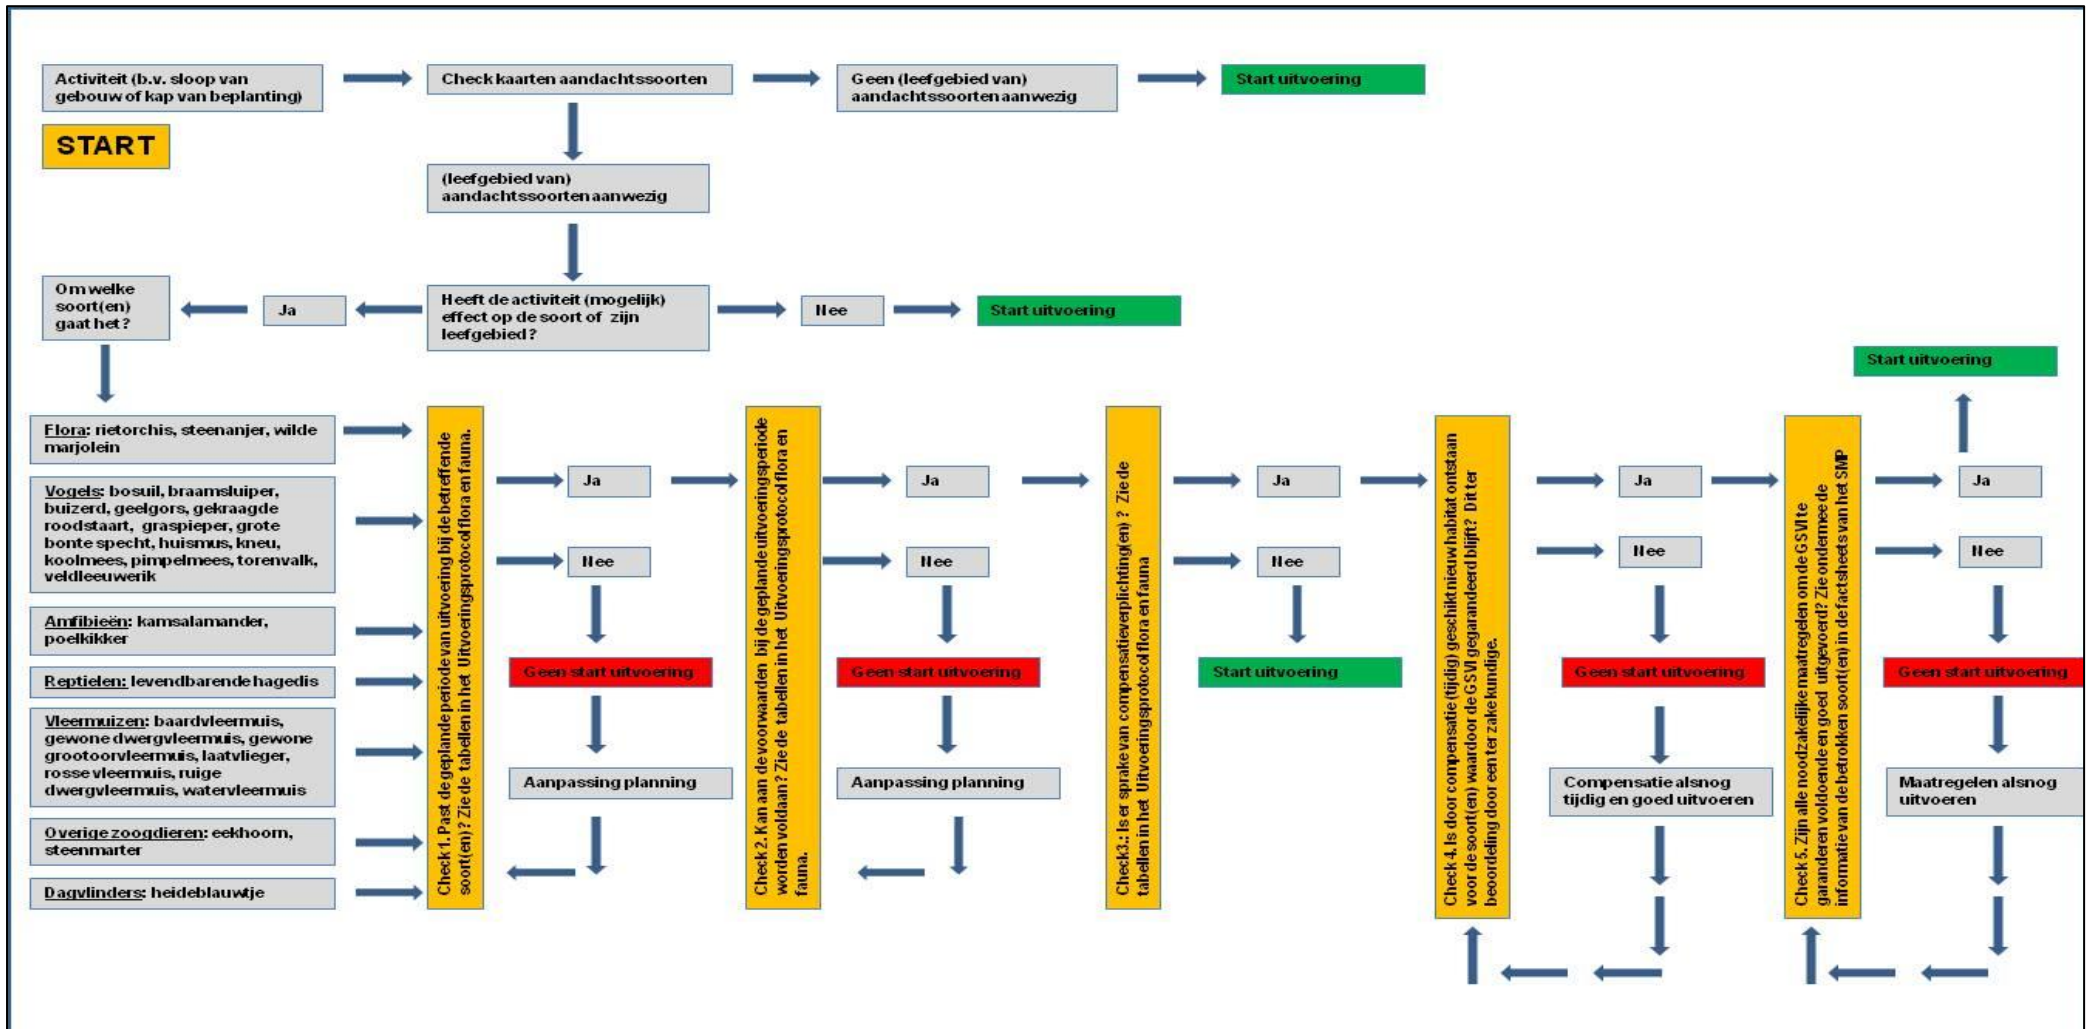 Activiteit (b.v. sloop van
gebouw of kap van beplanting)
Check kaarten aandachtssoorten
Geen (leefgebied van)
aandachtssoorten aanwezig
Start uitvoering
START
(leefgebied van)
aandachtssoorten aanwezig
Om welke
soort(en)
gaat het?
Ja
Heeft de activiteit (mogelijk)
effect op de soort of zijn
leefgebied?
Nee
Start uitvoering
Start uitvoering
Flora: rietorchis, steenanjer, wilde
marjolein
Vogels: bosuil, braamsluiper,
buizerd, geelgors, gekraagde
roodstaart, graspieper, grote
bonte specht, huismus, kneu,
koolmees, pimpelmees, torenvalk,
veldleeuwerik
Amfibieën: kamsalamander,
poelkikker
Reptielen: levendbarende hagedis
Vleermuizen: baardvleermuis,
gewone dwergvleermuis, gewone
grootoorvleermuis, laatvlieger,
rosse vleermuis, ruige
dwergvleermuis, watervleermuis
Overige zoogdieren: eekhoorn,
steenmarter
Dagvlinders: heideblauwtje
Check 1. Past de geplande periode van uitvoering bij de betreffende
soort(en)? Zie de tabellen in het Uitvoeringsprotocol flora en fauna.
Ja
Nee
Geen start uitvoering
Aanpassing planning
Check 2. Kan aan de voorwaarden bij de geplande uitvoeringsperiode
worden voldaan? Zie de tabellen in het Uitvoeringsprotocol flora en
fauna.
Ja
Nee
Geen start uitvoering
Aanpassing planning
Check3.: Is er sprake van compensatieverplichting(en) ? Zie de
tabellen in het Uitvoeringsprotocol flora en fauna
Ja
Nee
Start uitvoering
Check 4. Is door compensatie (tijdig) geschikt nieuw habitat ontstaan
voor de soort(en) waardoor de GSVI gegarandeerd blijft? Dit ter
beoordeling door een ter zake kundige.
Ja
Nee
Geen start uitvoering
Compensatie alsnog
tijdig en goed uitvoeren
Check 5. Zijn alle noodzakelijke maatregelen om de GSVI te
garanderen voldoende en goed uitgevoerd? Zie ondermee de
informatie van de betrokken soort(en) in de factsheets van het SMP
Ja
Nee
Geen start uitvoering
Maatregelen alsnog
uitvoeren